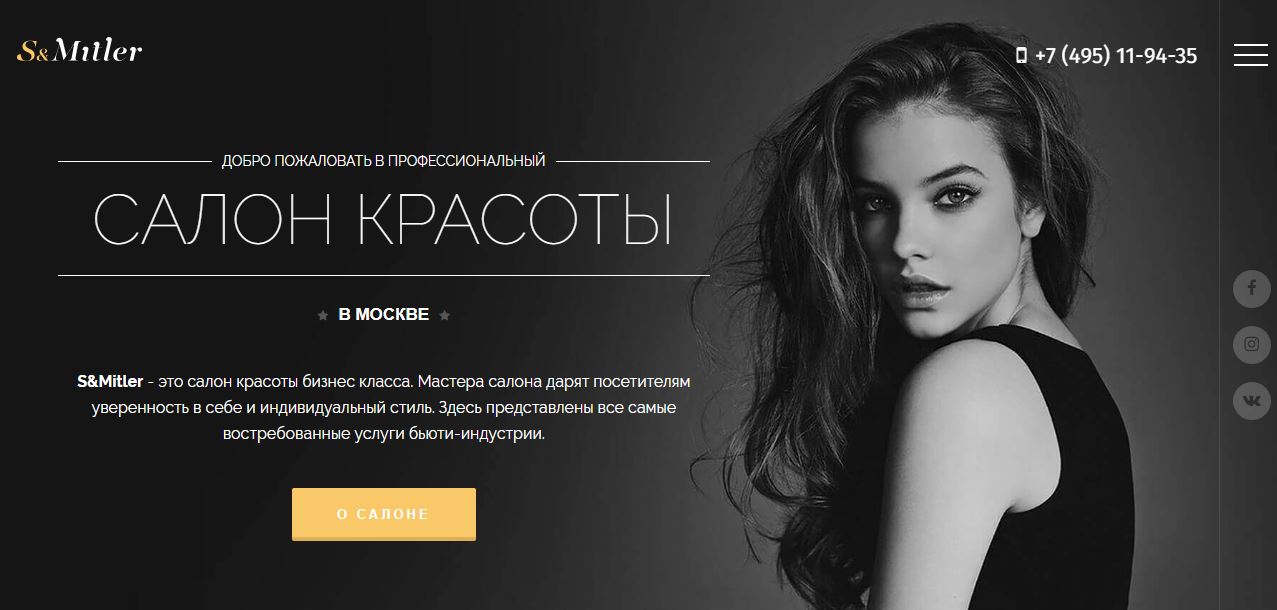 S&Mitler
+7 (495) 11-94-35
ДОБРО ПОЖАЛОВАТЬ В ПРОФЕССИОНАЛЬНЫЙ
САЛОН КРАСОТЫ
В МОСКВЕ
S&Mitler - это салон красоты бизнес класса. Мастера салона дарят посетителям
уверенность в себе и индивидуальный стиль. Здесь представлены все самые
востребованные услуги бьюти-индустрии.
О САЛОНЕ